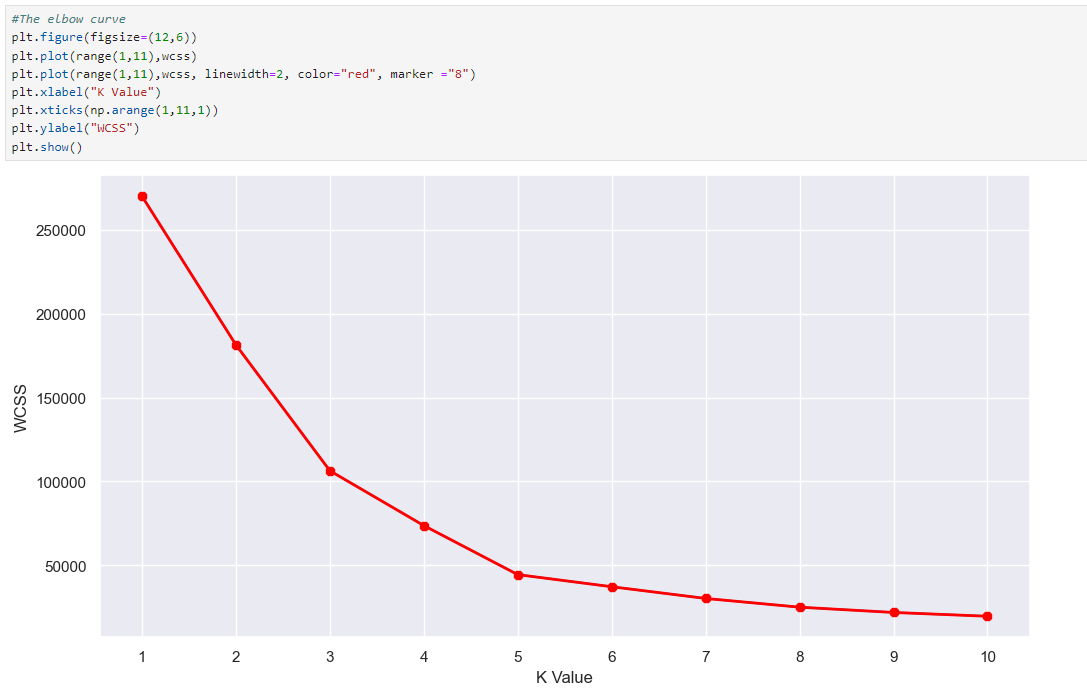 #The elbow curve
plt.figure(figsize=(12,6))
plt.plot(range(1,11),wcss)
plt.plot(range(1,11),wcss, linewidth=2, color="red", marker ="8")
plt.xlabel("K Value")
plt.xticks(np.arange(1,11,1))
plt.ylabel("WCSS")
plt.show()
250000
200000
150000
100000
50000
WCSS
1 2 3 4 5 6 7 8 9 10
K Value